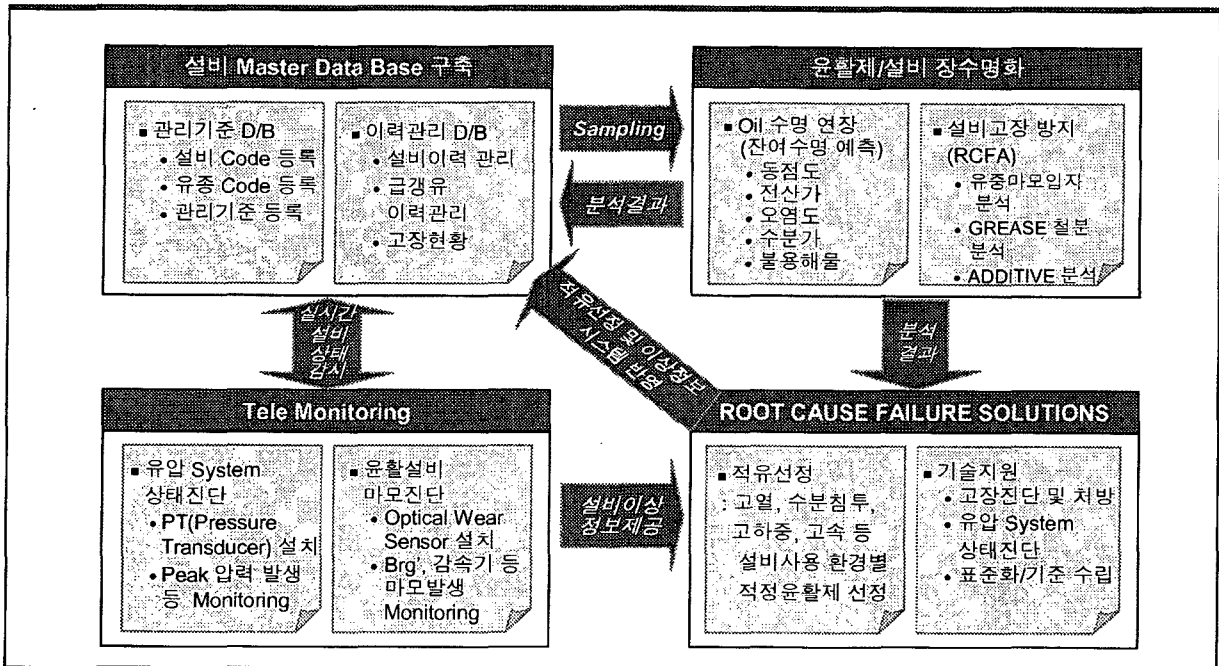 설비 Master Data Base 구축
■ 관리기준 D/B
• 설비 Code 등록
• 유종 Code 등록
• 관리기준 등록
■ 이력관리 D/B
• 설비이력 관리
• 급갱유
이력관리
• 고장현황
Sampling
분석결과
윤활제/설비 장수명화
■ Oil 수명 연장
(잔여수명 예측)
• 동점도
• 전산가
• 오염도
• 수분가
• 불용해물
■ 설비고장 방지
(RCFA)
• 유중마모입자
분석
• GREASE 철분
분석
• ADDITIVE 분석
실시간
설비
상태
감시
적유선정 및 이상정보
시스템 반영
분석
결과
Tele Monitoring
■ 유압 System
상태진단
• PT(Pressure
Transducer) 설치
• Peak 압력 발생
등 Monitoring
■ 윤활설비
마모진단
• Optical Wear
Sensor 설치
• Brg', 감속기 등
마모발생
Monitoring
설비이상
정보제공
ROOT CAUSE FAILURE SOLUTIONS
■ 적유선정
: 고열, 수분침투,
고하중, 고속 등
설비사용 환경별
적정윤활제 선정
■ 기술지원
• 고장진단 및 처방
• 유압 System
상태진단
• 표준화/기준 수립